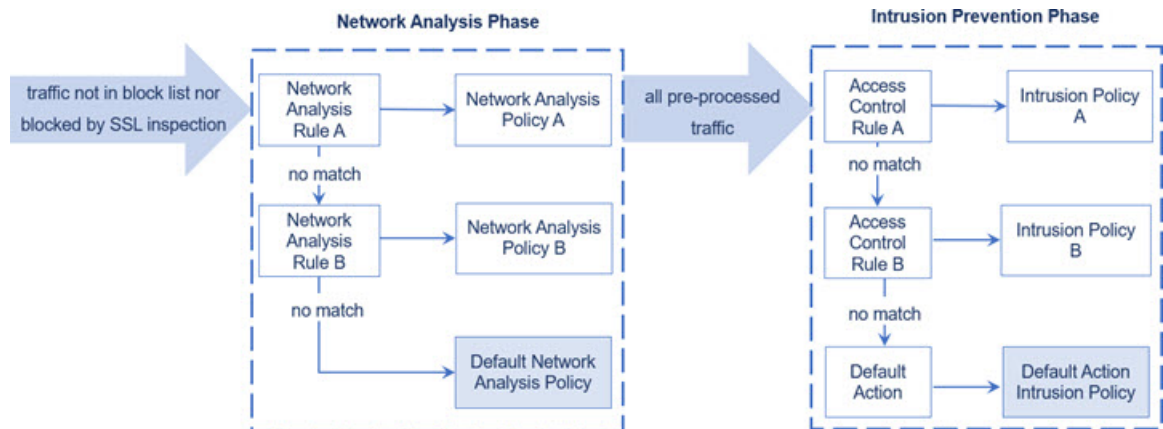 Network Analysis Phase
Intrusion Prevention Phase
traffic not in block list nor
blocked by SSL inspection
Network
Analysis
Rule A
Network Analysis
Policy A
no match
Network
Analysis
Rule B
Network Analysis
Policy B
no match
Default Network
Analysis Policy
all pre-processed
traffic
Access
Control
Rule A
Intrusion Policy
A
no match
Access
Control
Rule B
Intrusion Policy
B
no match
Default
Action
Default Action
Intrusion Policy